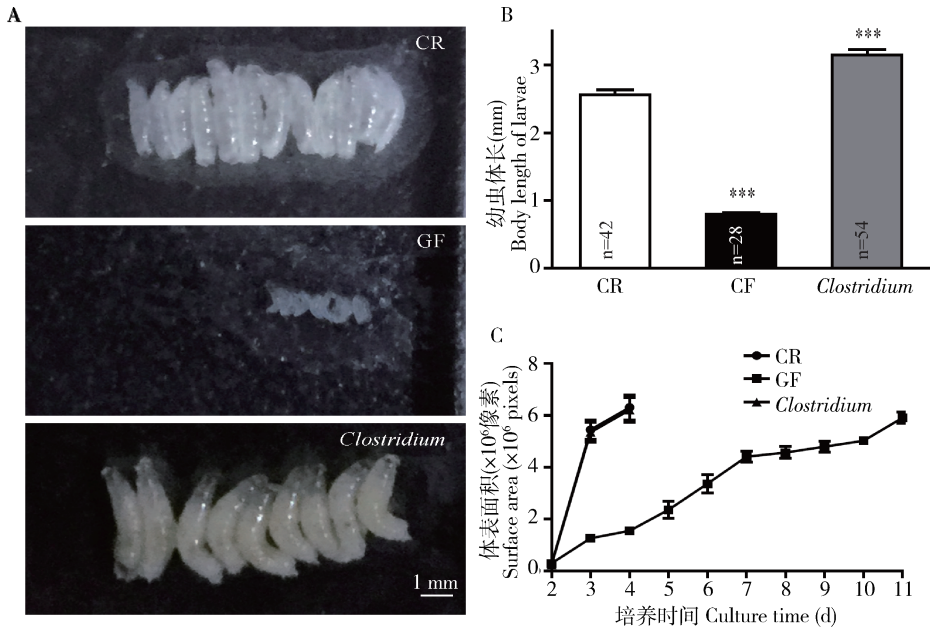 A
CR
GF
Clostridium
1 mm
B
幼虫体长(mm)
Body length of larvae
3
2
1
0
***
***
n=42
n=28
n=54
CR
CF
Clostridium
C
体表面积(×10⁶像素)
Surface area (×10⁶ pixels)
8
6
4
2
0
CR
GF
Clostridium
2 3 4 5 6 7 8 9 10 11
培养时间 Culture time (d)